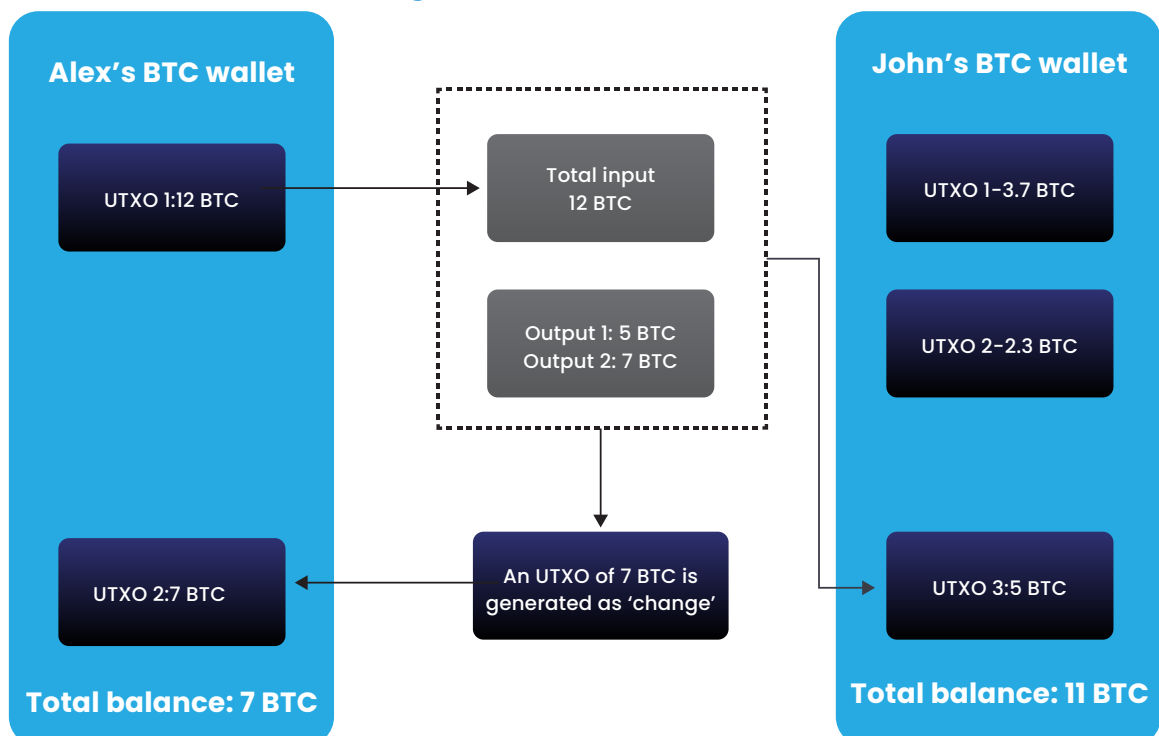 Alex’s BTC wallet
UTXO 1:12 BTC
UTXO 2:7 BTC
Total balance: 7 BTC
Total input
12 BTC
Output 1: 5 BTC
Output 2: 7 BTC
An UTXO of 7 BTC is
generated as ‘change’
John’s BTC wallet
UTXO 1-3.7 BTC
UTXO 2-2.3 BTC
UTXO 3:5 BTC
Total balance: 11 BTC